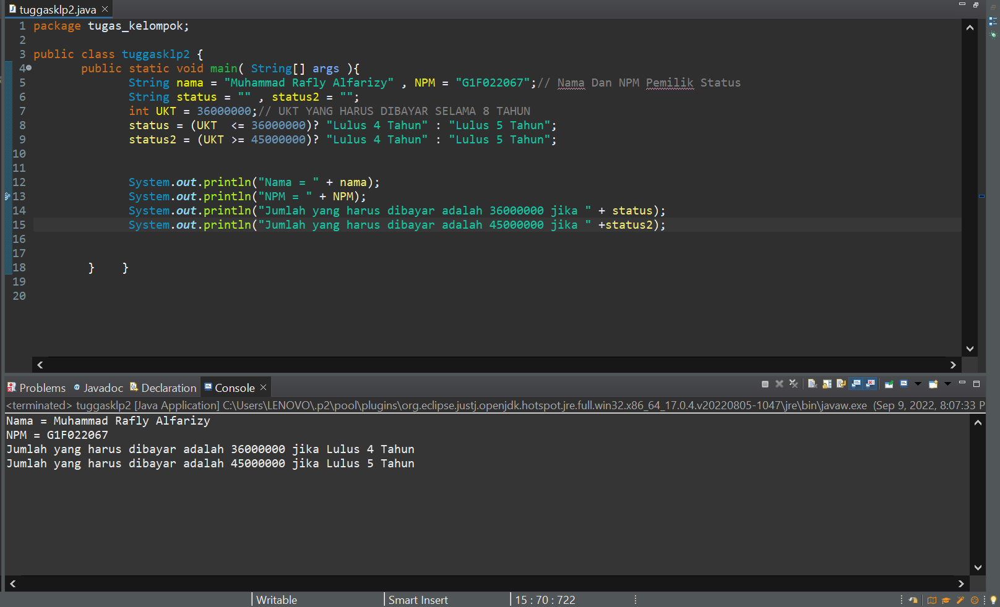 tuggasklp2.java
1 package tugas_kelompok;
2
3 public class tuggasklp2 {
4 public static void main( String[] args ){
5 String nama = "Muhammad Rafly Alfarizy" , NPM = "G1F022067";// Nama Dan NPM Pemilik Status
6 String status = "" , status2 = "";
7 int UKT = 36000000;// UKT YANG HARUS DIBAYAR SELAMA 8 TAHUN
8 status = (UKT  <= 36000000)? "Lulus 4 Tahun" : "Lulus 5 Tahun";
9 status2 = (UKT >= 45000000)? "Lulus 4 Tahun" : "Lulus 5 Tahun";
10
11
12 System.out.println("Nama = " + nama);
13 System.out.println("NPM = " + NPM);
14 System.out.println("Jumlah yang harus dibayar adalah 36000000 jika " + status);
15 System.out.println("Jumlah yang harus dibayar adalah 45000000 jika " +status2);
16
17
18 } }
19
20
Problems @ Javadoc Declaration Console
<terminated> tuggasklp2 [Java Application] C:\Users\LENOVO\.p2\pool\plugins\org.eclipse.justj.openjdk.hotspot.jre.full.win32.x86_64_17.0.4.v20220805-1047\jre\bin\javaw.exe (Sep 9, 2022, 8:07:33 P
Nama = Muhammad Rafly Alfarizy
NPM = G1F022067
Jumlah yang harus dibayar adalah 36000000 jika Lulus 4 Tahun
Jumlah yang harus dibayar adalah 45000000 jika Lulus 5 Tahun
Writable Smart Insert 15 : 70 : 722